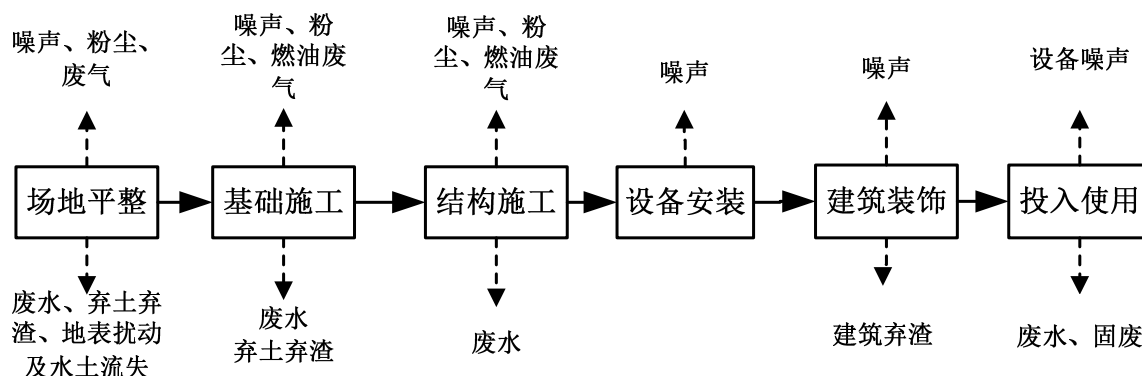 噪声、粉尘、
废气
噪声、粉
尘、燃油废
气
噪声、粉
尘、燃油废
气
噪声
噪声
设备噪声
场地平整
基础施工
结构施工
设备安装
建筑装饰
投入使用
废水、弃土弃
渣、地表扰动
及水土流失
废水
弃土弃渣
废水
建筑弃渣
废水、固废